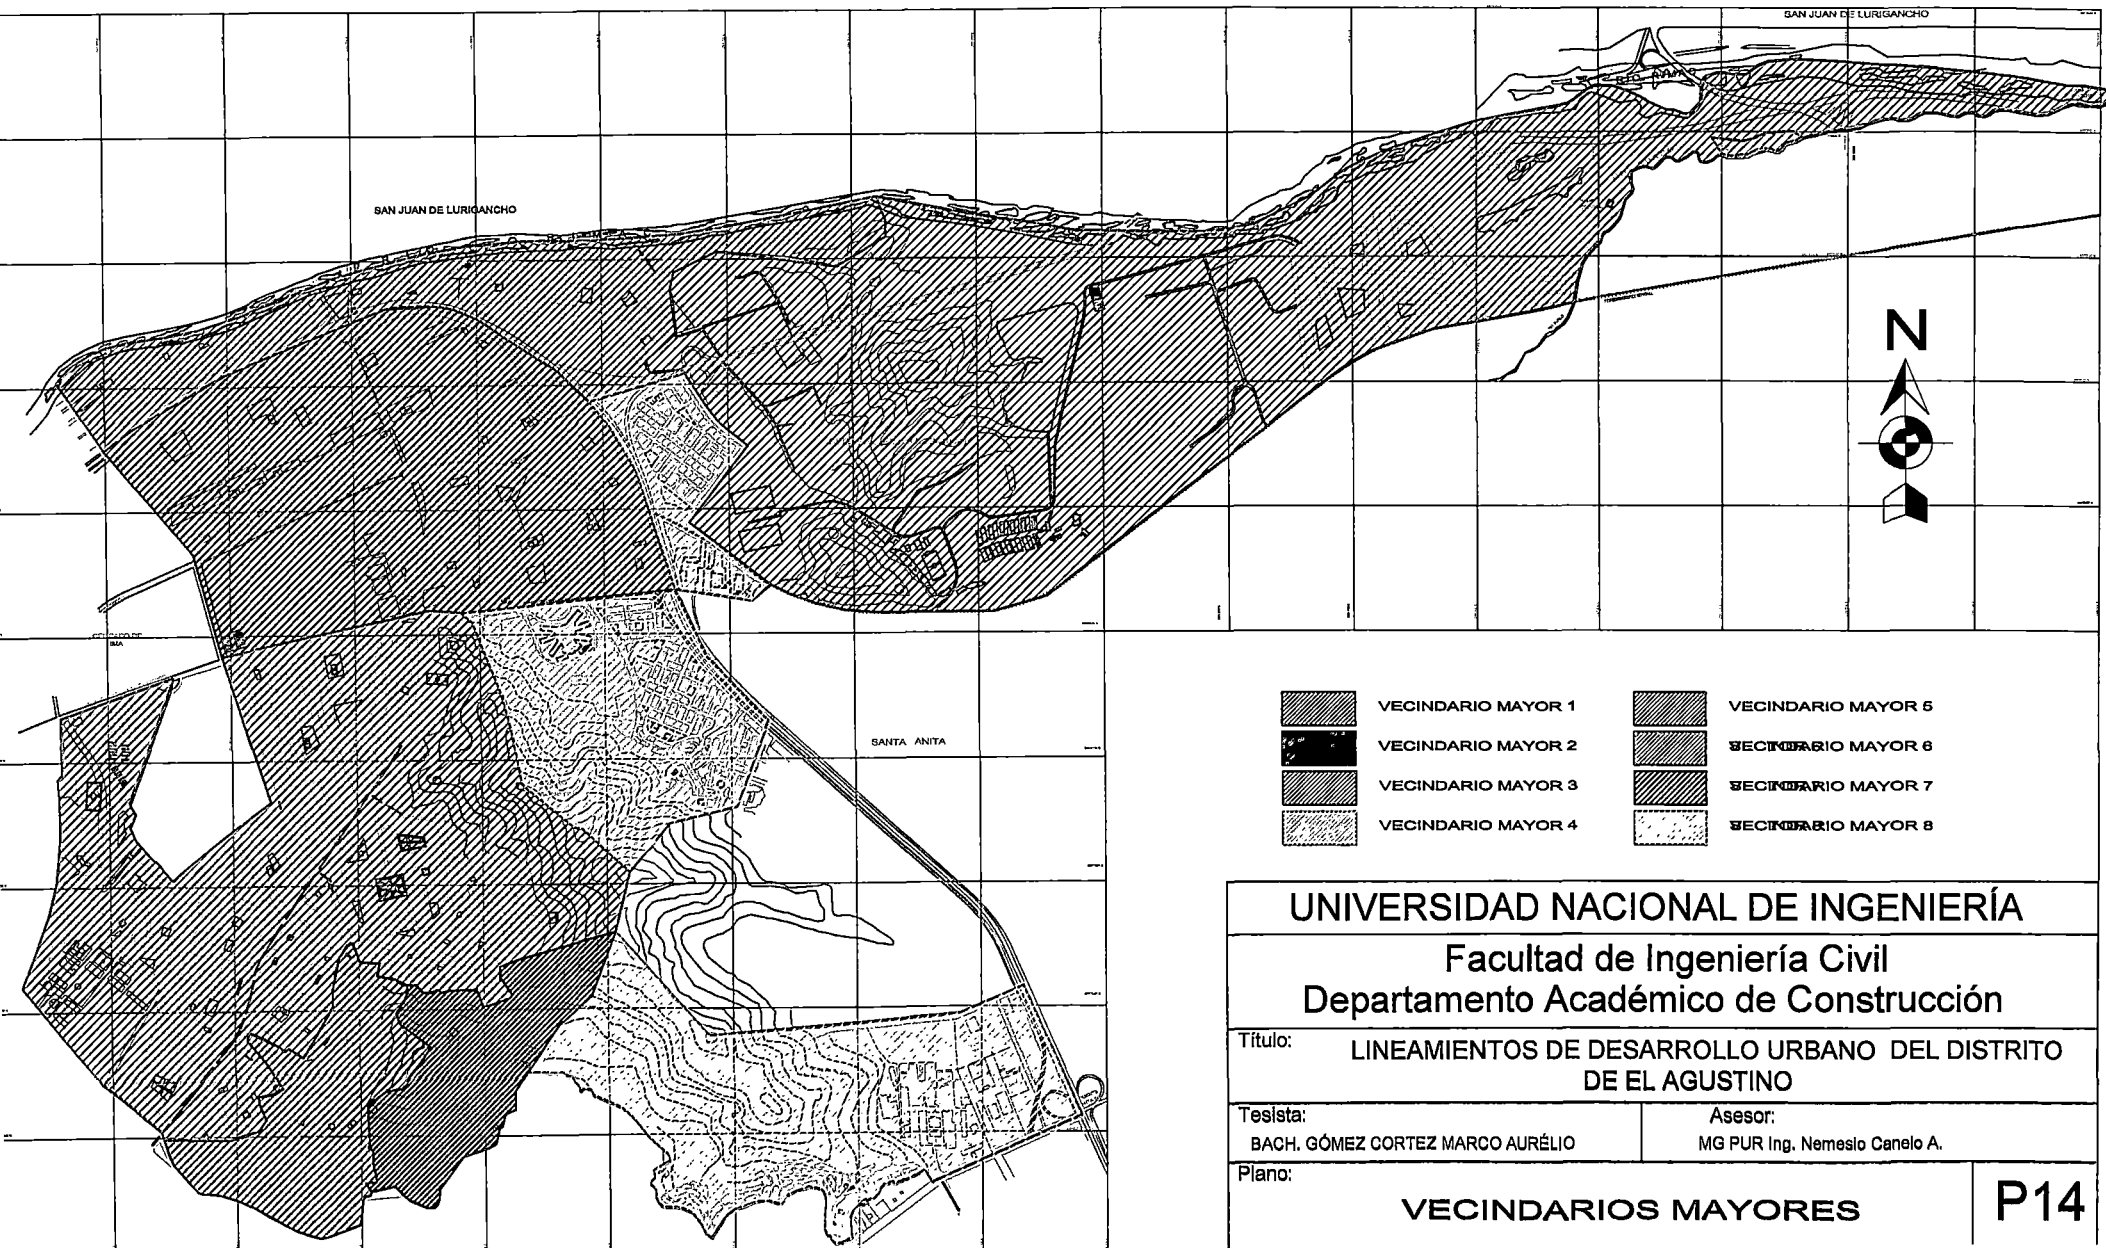 SAN JUAN DE LURIGANCHO
SAN JUAN DE LURIGANCHO
N
SANTA ANITA
VECINDARIO MAYOR 1
VECINDARIO MAYOR 2
VECINDARIO MAYOR 3
VECINDARIO MAYOR 4
VECINDARIO MAYOR 5
MAYOR 6
MAYOR 7
MAYOR 8
UNIVERSIDAD NACIONAL DE INGENIERÍA
Facultad de Ingeniería Civil
Departamento Académico de Construcción
Título: LINEAMIENTOS DE DESARROLLO URBANO DEL DISTRITO
DE EL AGUSTINO
Tesista:
BACH. GÓMEZ CORTEZ MARCO AURÉLIO
Asesor:
MG PUR Ing. Nemesio Canelo A.
Plano:
VECINDARIOS MAYORES
P14